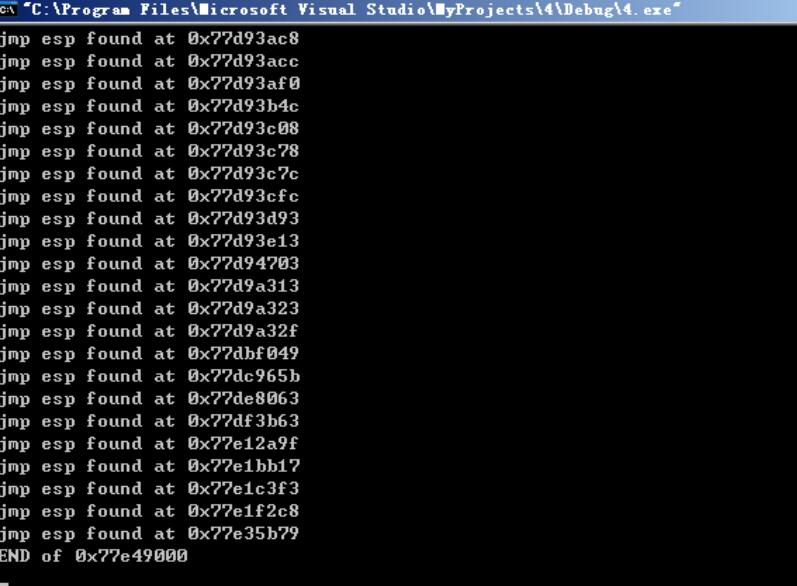 "C:\Program Files\Microsoft Visual Studio\MyProjects\4\Debug\4.exe"
jmp esp found at 0x77d93ac8
jmp esp found at 0x77d93acc
jmp esp found at 0x77d93af0
jmp esp found at 0x77d93b4c
jmp esp found at 0x77d93c08
jmp esp found at 0x77d93c78
jmp esp found at 0x77d93c7c
jmp esp found at 0x77d93cfc
jmp esp found at 0x77d93d93
jmp esp found at 0x77d93e13
jmp esp found at 0x77d94703
jmp esp found at 0x77d9a313
jmp esp found at 0x77d9a323
jmp esp found at 0x77d9a32f
jmp esp found at 0x77dbf049
jmp esp found at 0x77dc965b
jmp esp found at 0x77de8063
jmp esp found at 0x77df3b63
jmp esp found at 0x77e12a9f
jmp esp found at 0x77e1bb17
jmp esp found at 0x77e1c3f3
jmp esp found at 0x77e1f2c8
jmp esp found at 0x77e35b79
END of 0x77e49000